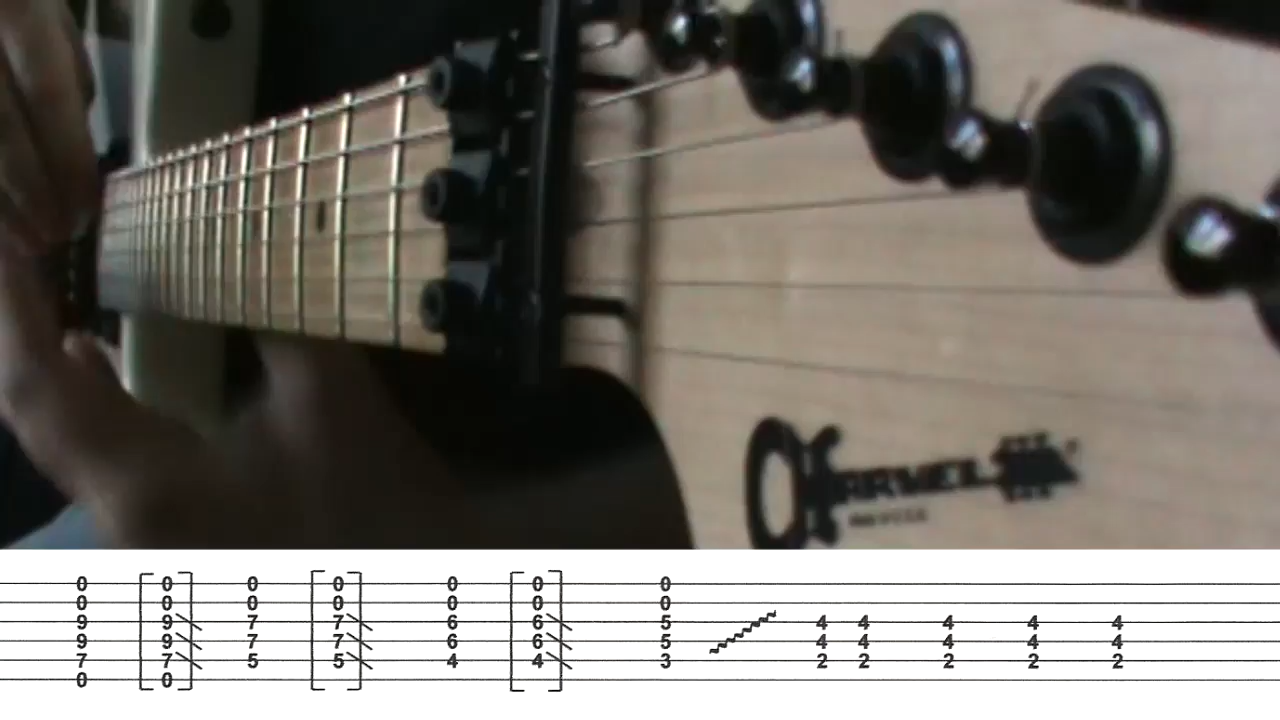 CHARVEL
0 0 0 0 0 0 0
0 0 0 0 0 0 0
9 9 7 7 6 6 5 4 4 4 4 4
9 9 7 7 6 6 5 4 4 4 4 4
7 7 5 5 4 4 3 2 2 2 2 2
0 0